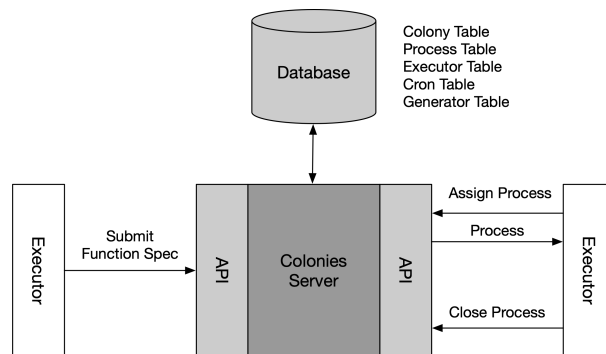 Colony Table
Process Table
Executor Table
Cron Table
Generator Table
Database
Executor
Submit
Function Spec
API
Colonies
Server
API
Assign Process
Process
Close Process
Executor